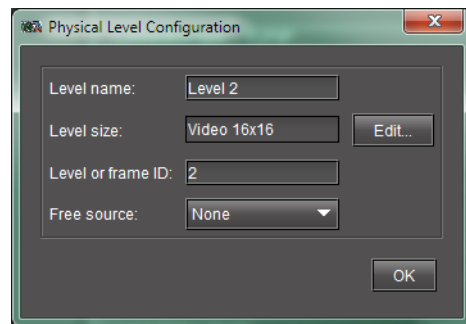 Physical Level Configuration
Level name: Level 2
Level size: Video 16x16 Edit...
Level or frame ID: 2
Free source: None
OK